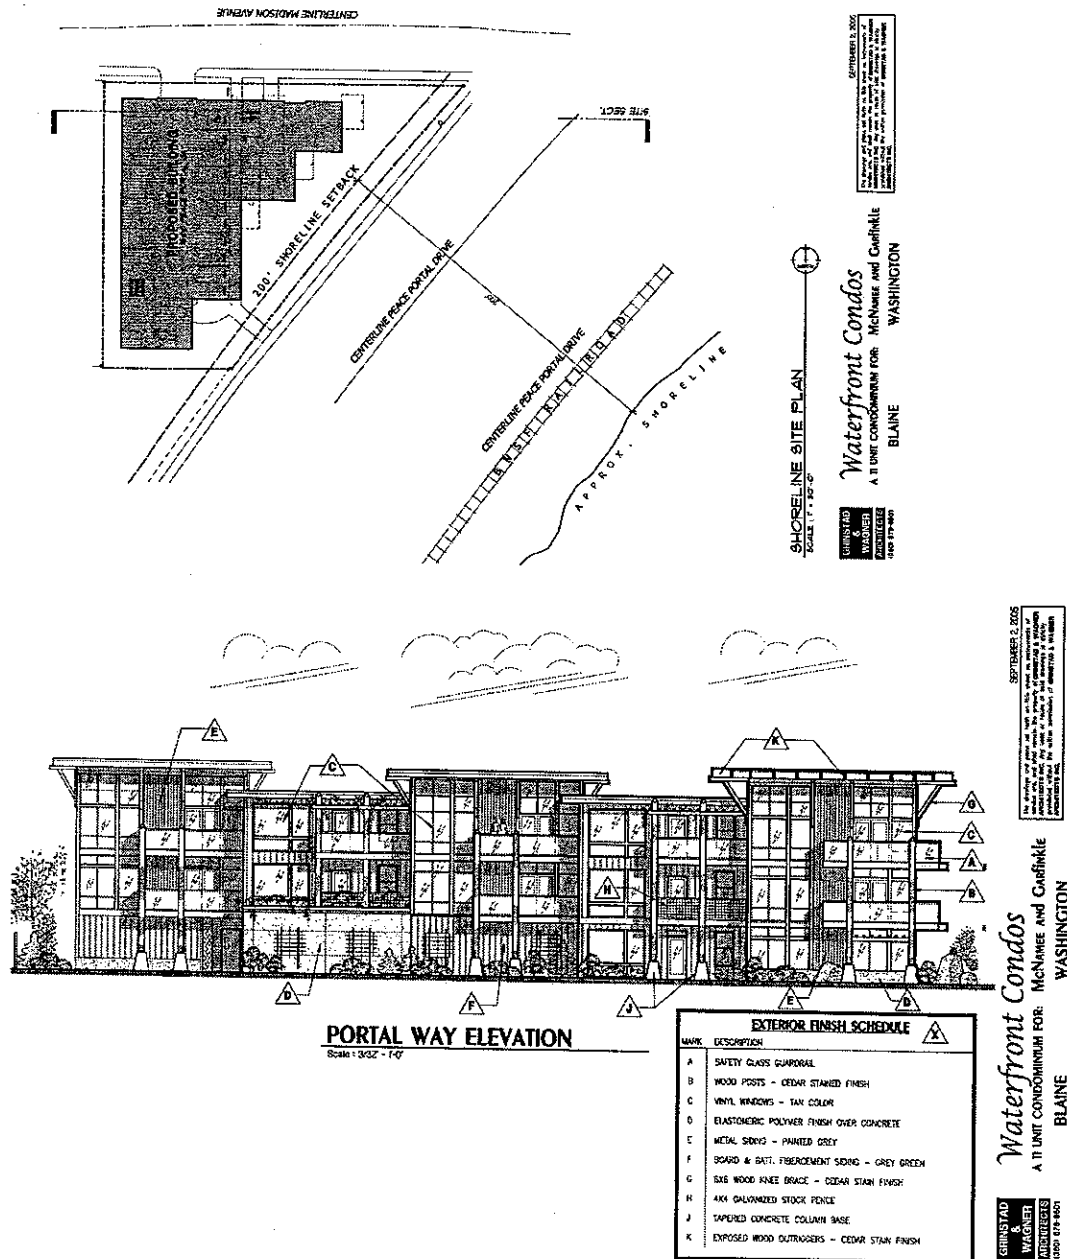 CENTERLINE MADISON AVENUE
SITE SECT.
PROPOSED BUILDING
200' SHORELINE SETBACK
CENTERLINE PEACE PORTAL DRIVE
CENTERLINE PEACE PORTAL DRIVE
BNSF RAILROAD
APPROX. SHORELINE
SHORELINE SITE PLAN
SEPTEMBER 2, 2005
Waterfront Condos
A 11 UNIT CONDOMINIUM FOR: McNAMEE AND GARFINKLE
BLAINE WASHINGTON
GRINSTAD
&
WAGNER
ARCHITECTS
E
C
K
G
C
A
B
H
D
F
J
E
D
PORTAL WAY ELEVATION
Scale : 3/32" = 1'-0"
EXTERIOR FINISH SCHEDULE X
MARK DESCRIPTION
A SAFETY GLASS GUARDRAIL
B WOOD POSTS - CEDAR STAINED FINISH
C VINYL WINDOWS - TAN COLOR
D ELASTOMERIC POLYMER FINISH OVER CONCRETE
E METAL SIDING - PAINTED GREY
F BOARD & BATT. FIBERCEMENT SIDING - GREY GREEN
G 6X6 WOOD KNEE BRACE - CEDAR STAIN FINISH
H 4X4 GALVANIZED STOCK FENCE
J TAPERED CONCRETE COLUMN BASE
K EXPOSED WOOD OUTRIGGERS - CEDAR STAIN FINISH
SEPTEMBER 2, 2005
Waterfront Condos
A 11 UNIT CONDOMINIUM FOR: McNAMEE AND GARFINKLE
BLAINE WASHINGTON
GRINSTAD
&
WAGNER
ARCHITECTS